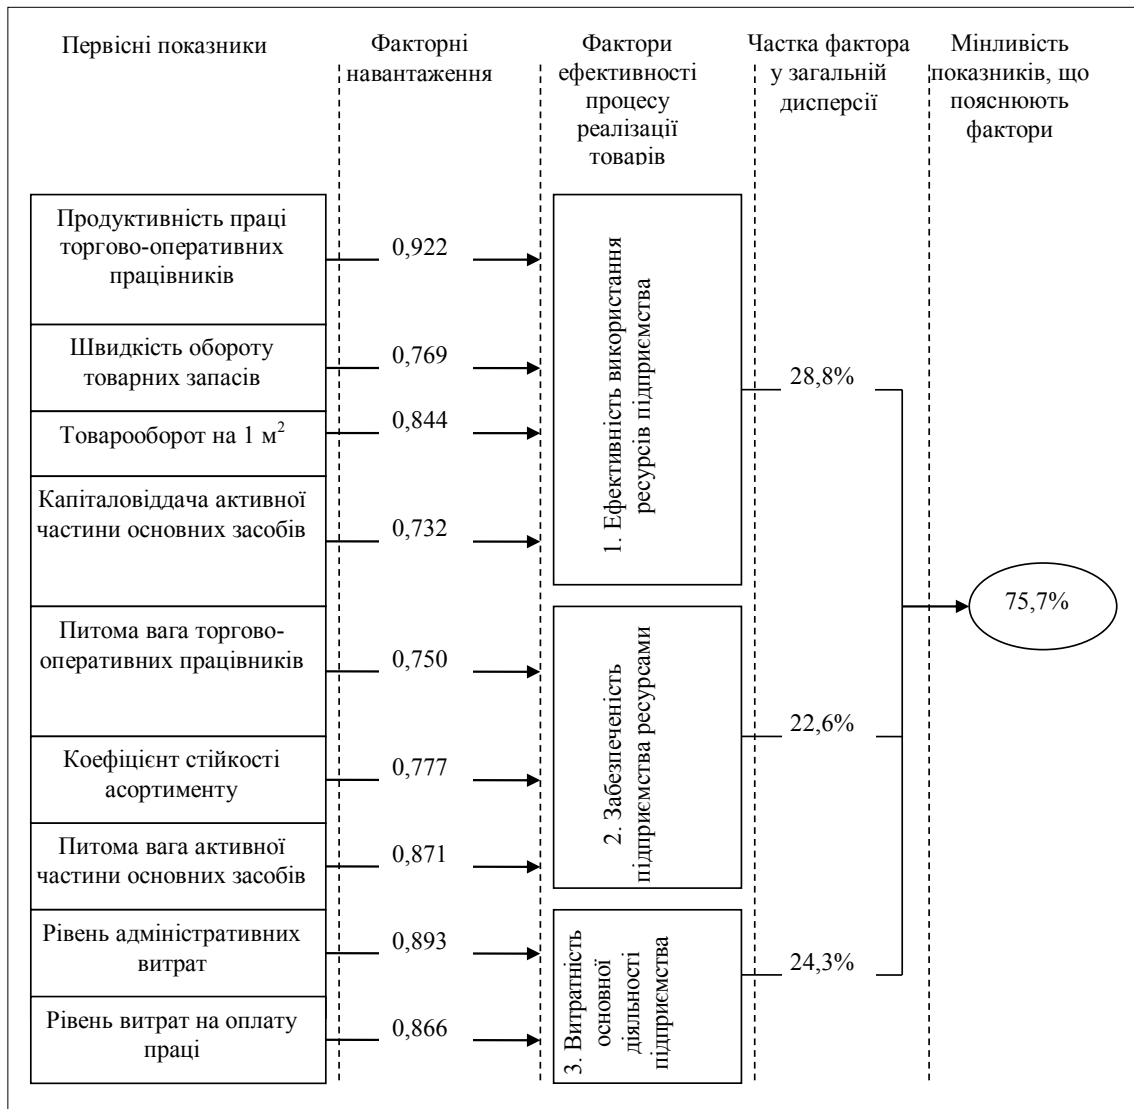 Первісні показники
Факторні
навантаження
Фактори
ефективності
процесу
реалізації
товарів
Частка фактора
у загальній
дисперсії
Мінливість
показників, що
пояснюють
фактори
Продуктивність праці
торгово-оперативних
працівників
0,922
Швидкість обороту
товарних запасів
0,769
Товарооборот на 1 м²
0,844
Капіталовіддача активної
частини основних засобів
0,732
1. Ефективність використання
ресурсів підприємства
28,8%
Питома вага торгово-
оперативних працівників
0,750
Коефіцієнт стійкості
асортименту
0,777
Питома вага активної
частини основних засобів
0,871
2. Забезпеченість
підприємства ресурсами
22,6%
Рівень адміністративних
витрат
0,893
Рівень витрат на оплату
праці
0,866
3. Витратність
основної
діяльності
підприємства
24,3%
75,7%